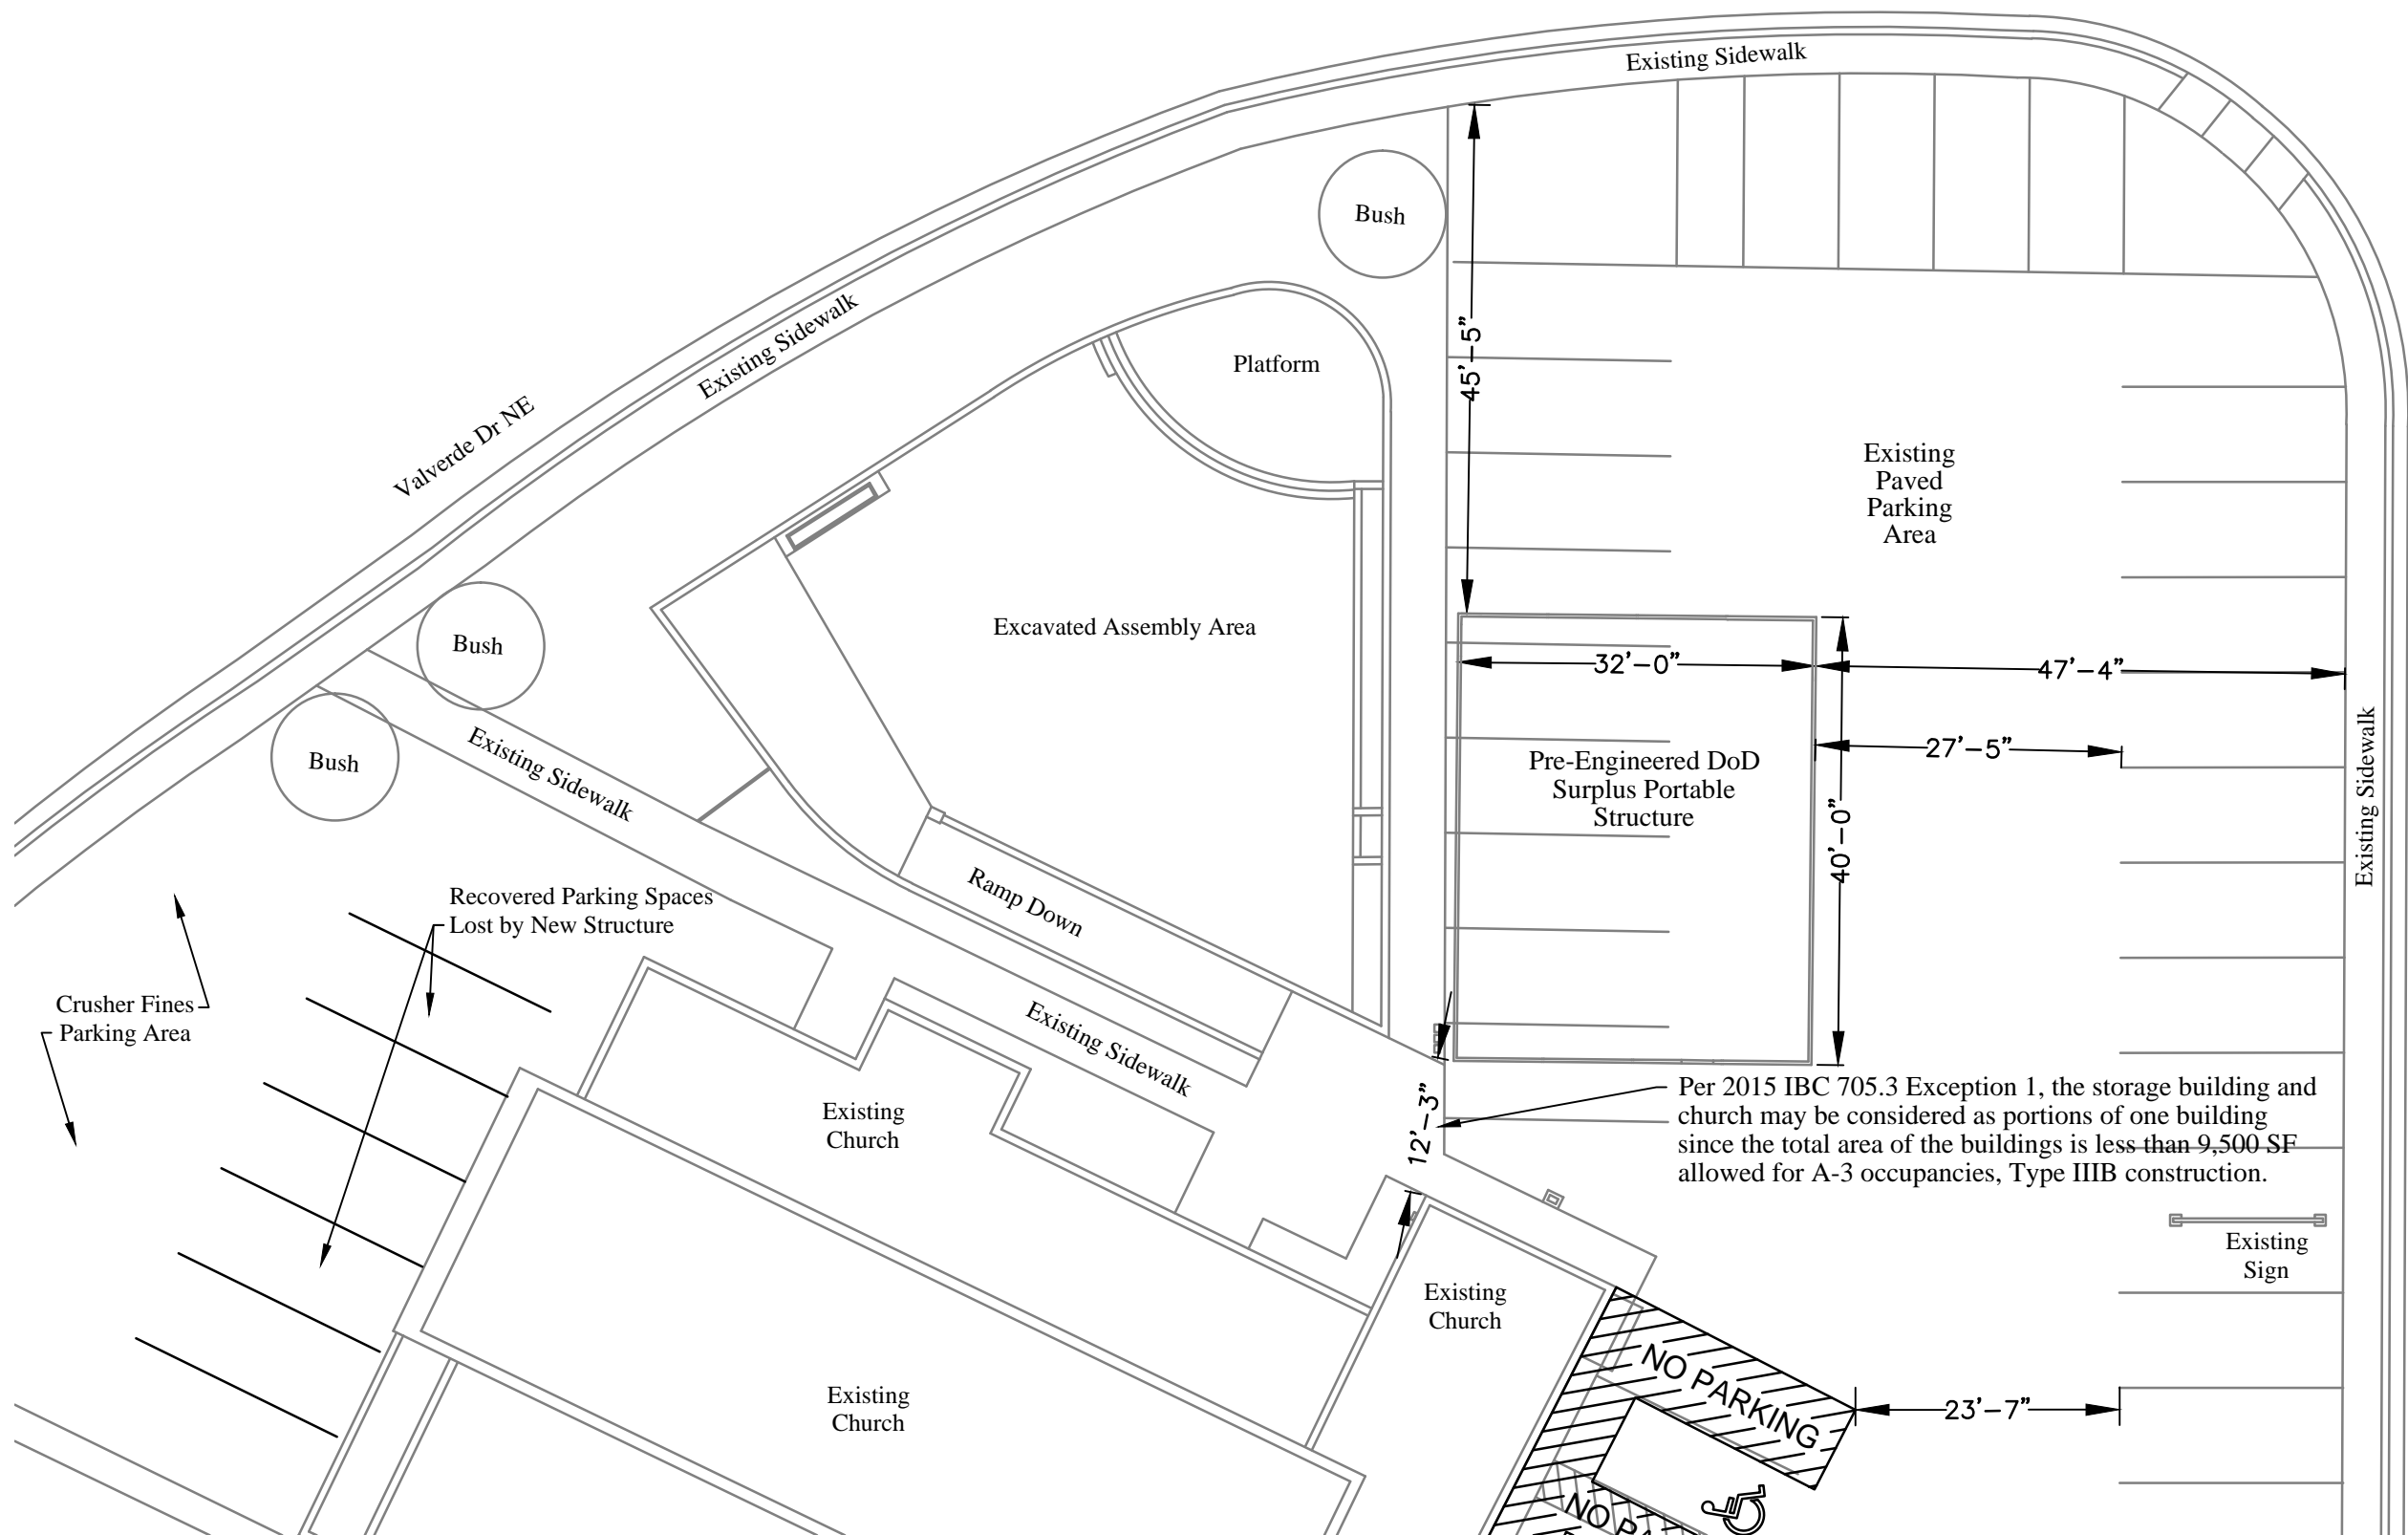 Existing Sidewalk
Bush
45’–5”
Platform
Existing Sidewalk
Valverde Dr NE
Existing
Paved
Parking
Area
Excavated Assembly Area
Bush
32’–0”
47’–4”
Bush
Existing Sidewalk
27’–5”
Pre-Engineered DoD
Surplus Portable
Structure
40’–0”
Existing Sidewalk
Ramp Down
Recovered Parking Spaces
Lost by New Structure
Crusher Fines
Parking Area
Existing Sidewalk
12’–3”
Per 2015 IBC 705.3 Exception 1, the storage building and
church may be considered as portions of one building
since the total area of the buildings is less than 9,500 SF
allowed for A-3 occupancies, Type IIIB construction.
Existing
Church
Existing
Sign
Existing
Church
NO PARKING
Existing
Church
23’–7”
NO PA